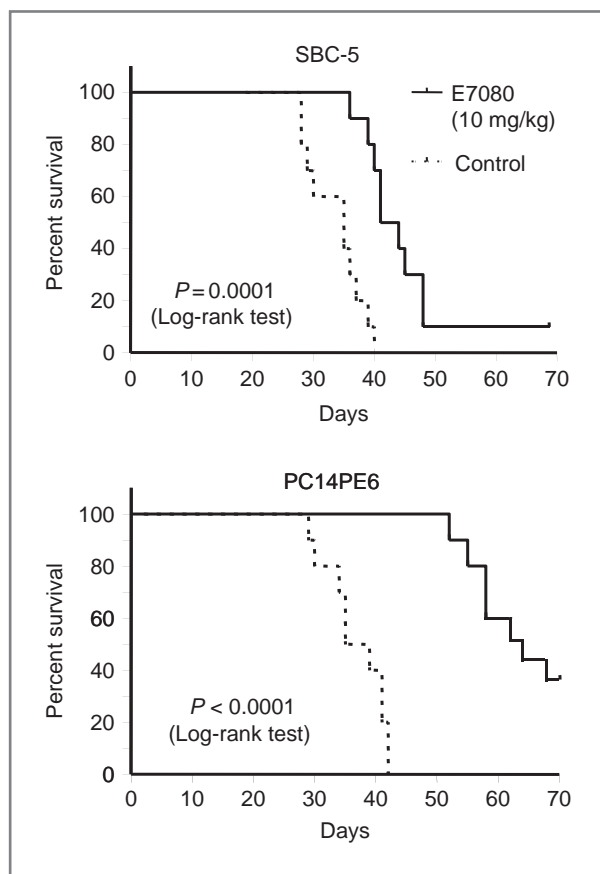 SBC-5
100
80
60
40
20
0
Percent survival
E7080
(10 mg/kg)
Control
P = 0.0001
(Log-rank test)
0 10 20 30 40 50 60 70
Days
PC14PE6
100
80
60
40
20
0
Percent survival
P < 0.0001
(Log-rank test)
0 10 20 30 40 50 60 70
Days